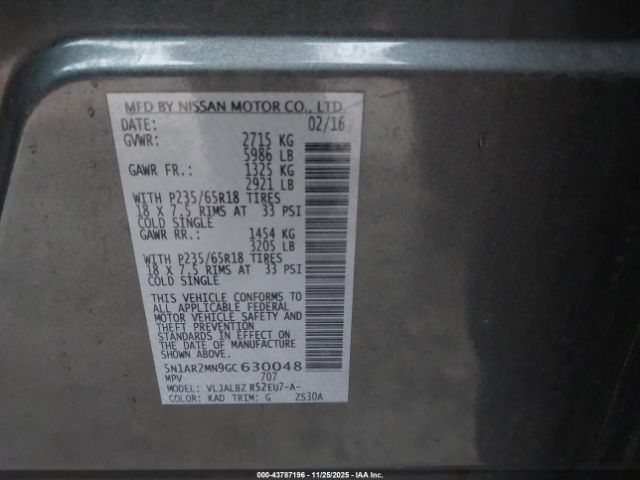 MFD BY NISSAN MOTOR CO., LTD.
DATE: 02/16
GVWR: 2715 KG
5986 LB
GAWR FR.: 1325 KG
2921 LB
WITH P235/65R18 TIRES
18 X 7.5 RIMS AT 33 PSI
COLD SINGLE
GAWR RR.: 1454 KG
3205 LB
WITH P235/65R18 TIRES
18 X 7.5 RIMS AT 33 PSI
COLD SINGLE
THIS VEHICLE CONFORMS TO
ALL APPLICABLE FEDERAL
MOTOR VEHICLE SAFETY AND
THEFT PREVENTION
STANDARDS IN EFFECT ON
THE DATE OF MANUFACTURE
SHOWN ABOVE.
5N1AR2MN9GC630048
MPV 707
MODEL: VLJALBZ R52EU7-A-
COLOR: KAD TRIM: G ZS30A
©-43787196 - 11/25/2025 - IAA Inc.